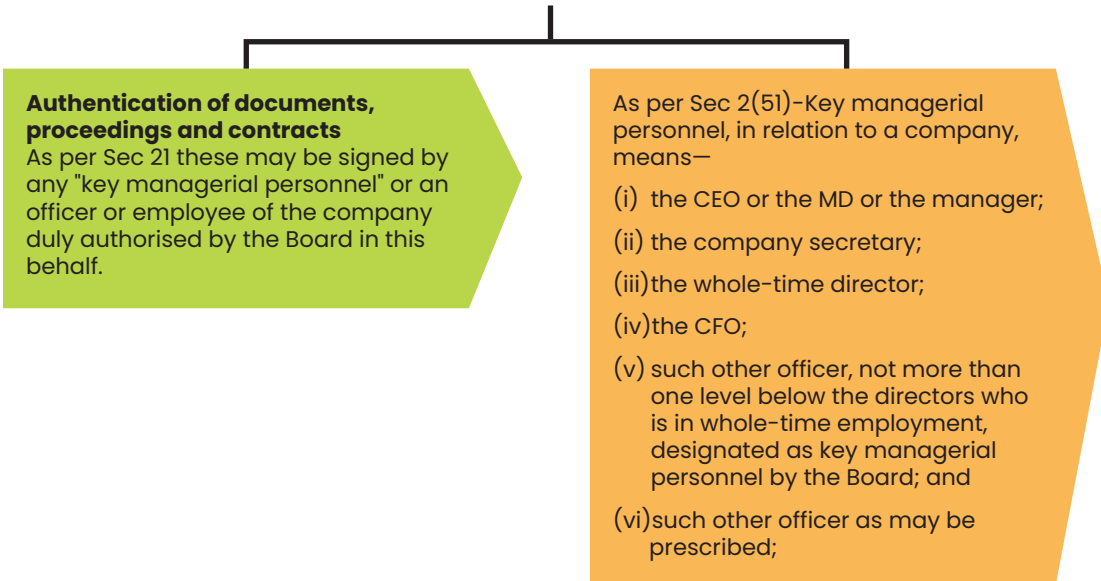 Authentication of documents,
proceedings and contracts
As per Sec 21 these may be signed by
any "key managerial personnel" or an
officer or employee of the company
duly authorised by the Board in this
behalf.
As per Sec 2(51)-Key managerial
personnel, in relation to a company,
means—
(i) the CEO or the MD or the manager;
(ii) the company secretary;
(iii)the whole-time director;
(iv)the CFO;
(v) such other officer, not more than
one level below the directors who
is in whole-time employment,
designated as key managerial
personnel by the Board; and
(vi)such other officer as may be
prescribed;